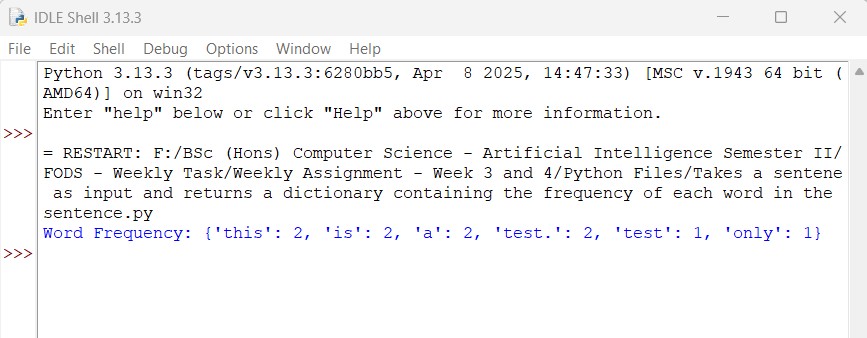 IDLE Shell 3.13.3
File Edit Shell Debug Options Window Help
Python 3.13.3 (tags/v3.13.3:6280bb5, Apr  8 2025, 14:47:33) [MSC v.1943 64 bit (
AMD64)] on win32
Enter "help" below or click "Help" above for more information.
>>>
= RESTART: F:/BSc (Hons) Computer Science - Artificial Intelligence Semester II/
FODS - Weekly Task/Weekly Assignment - Week 3 and 4/Python Files/Takes a sentene
 as input and returns a dictionary containing the frequency of each word in the
sentence.py
Word Frequency: {'this': 2, 'is': 2, 'a': 2, 'test.': 2, 'test': 1, 'only': 1}
>>>